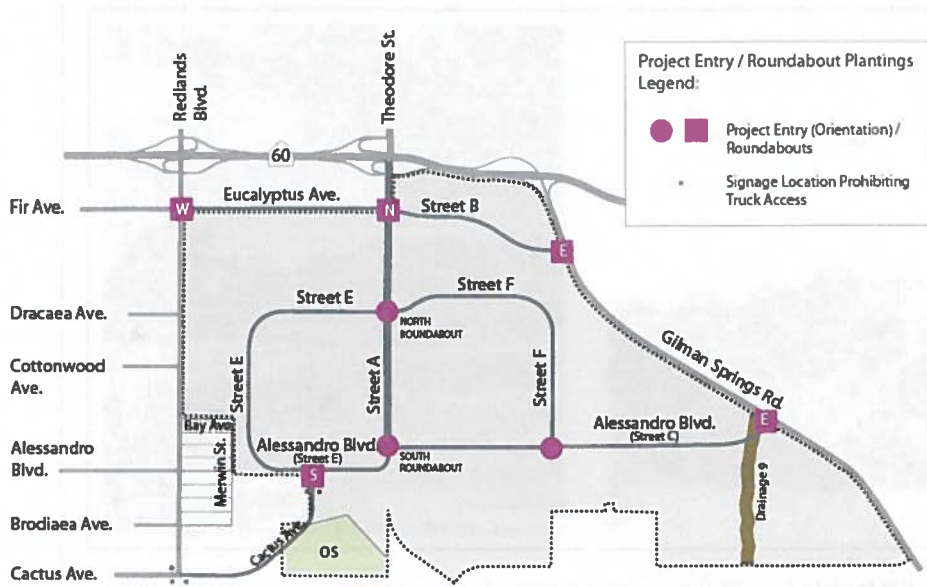 Redlands
Blvd.
Theodore St.
Project Entry / Roundabout Plantings
Legend:
Project Entry (Orientation) /
Roundabouts
Signage Location Prohibiting
Truck Access
60
Fir Ave.
Eucalyptus Ave.
W
N
Street B
E
Dracaea Ave.
Street E
Street F
NORTH
ROUNDABOUT
Cottonwood
Ave.
Street E
Street A
Street F
Gilman Springs Rd.
Bay Ave.
Merwin St.
Alessandro
Blvd.
Alessandro Blvd.
(Street E)
SOUTH
ROUNDABOUT
Alessandro Blvd.
(Street C)
E
S
Drainage 9
Brodiaea Ave.
Cactus Ave.
OS
Cactus Ave.